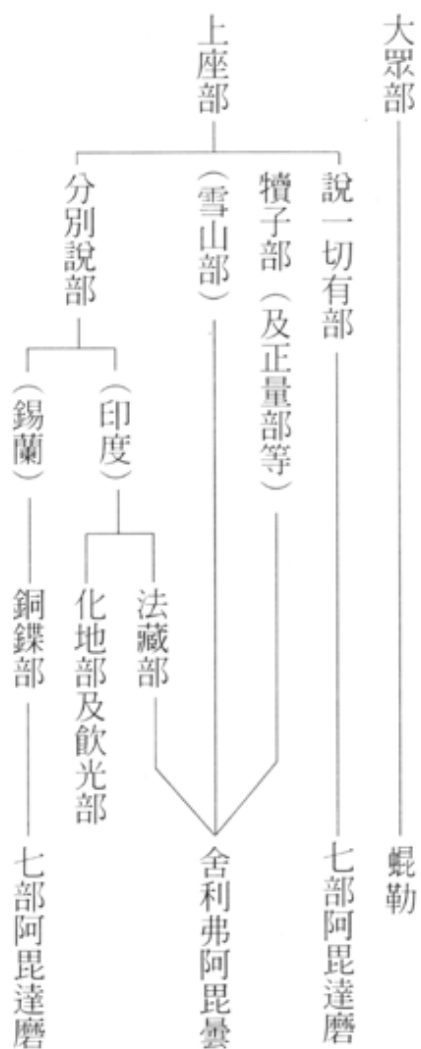 大眾部
蜫勒
上座部
說一切有部
七部阿毘達磨
犢子部（及正量部等）
（雪山部）
舍利弗阿毘曇
分別說部
（印度）
法藏部
化地部及飲光部
（錫蘭）
銅鍱部
七部阿毘達磨